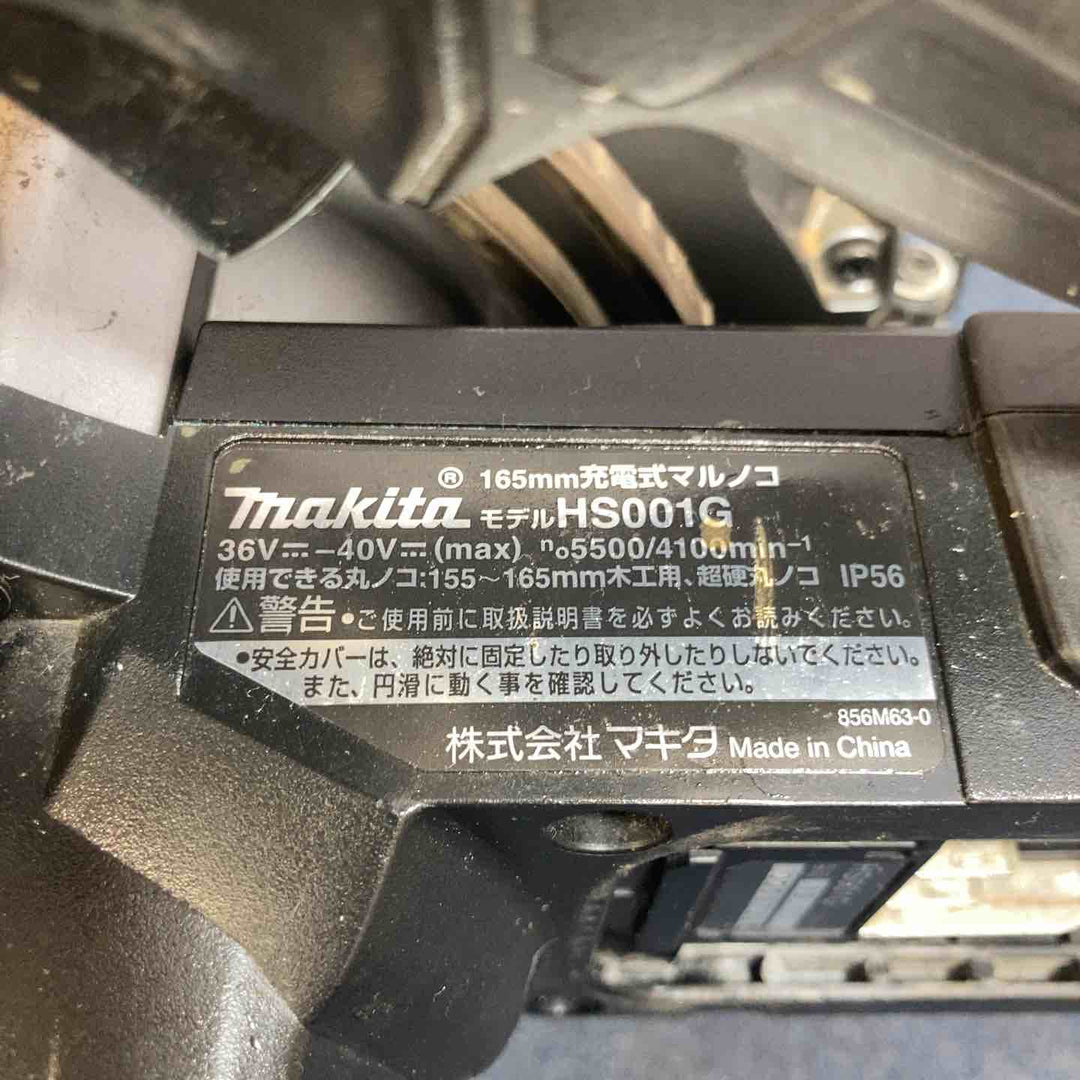 ® 165mm充電式マルノコ
makita モデルHS001G
36V⎓-40V⎓(max) n₀5500/4100min⁻¹
使用できる丸ノコ:155～165mm木工用、超硬丸ノコ IP56
⚠警告 ●ご使用前に取扱説明書を必ずよくお読みください。
●安全カバーは、絶対に固定したり取り外したりしないでください。
また、円滑に動く事を確認してください。
856M63-0
株式会社マキタ Made in China